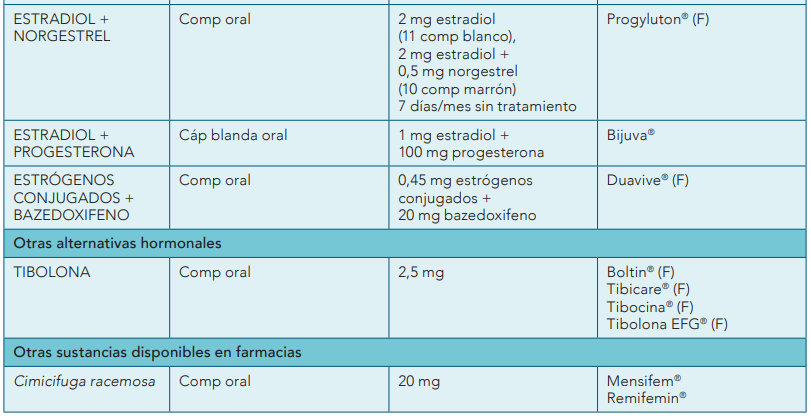 ESTRADIOL + NORGESTREL
Comp oral
2 mg estradiol
(11 comp blanco),
2 mg estradiol +
0,5 mg norgestrel
(10 comp marrón)
7 días/mes sin tratamiento
Progyluton® (F)
ESTRADIOL +
PROGESTERONA
Cáp blanda oral
1 mg estradiol +
100 mg progesterona
Bijuva®
ESTRÓGENOS
CONJUGADOS +
BAZEDOXIFENO
Comp oral
0,45 mg estrógenos
conjugados +
20 mg bazedoxifeno
Duavive® (F)
Otras alternativas hormonales
TIBOLONA
Comp oral
2,5 mg
Boltin® (F)
Tibicare® (F)
Tibocina® (F)
Tibolona EFG® (F)
Otras sustancias disponibles en farmacias
Cimicifuga racemosa
Comp oral
20 mg
Mensifem®
Remifemin®